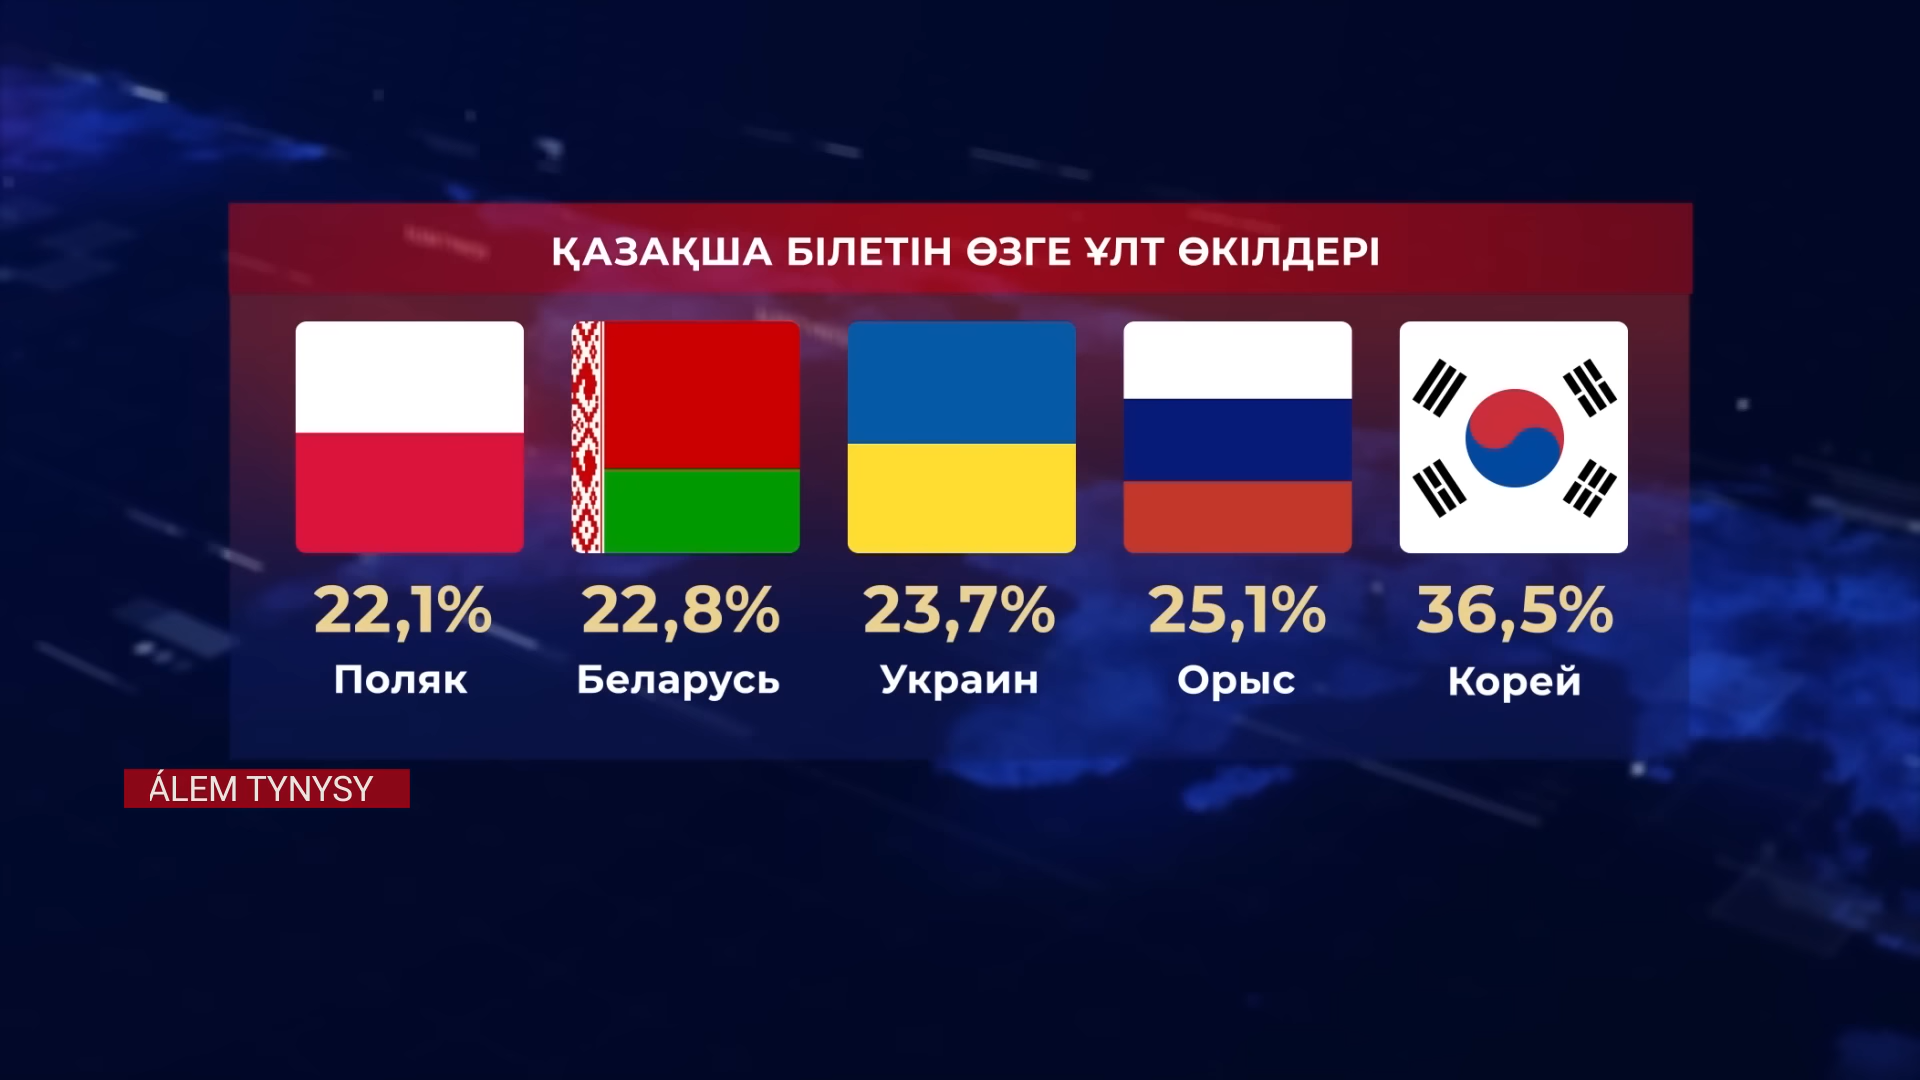 ҚАЗАҚША БІЛЕТІН ӨЗГЕ ҰЛТ ӨКІЛДЕРІ
22,1% 22,8% 23,7% 25,1% 36,5%
Поляк Беларусь Украин Орыс Корей
ÁLEM TYNYSY